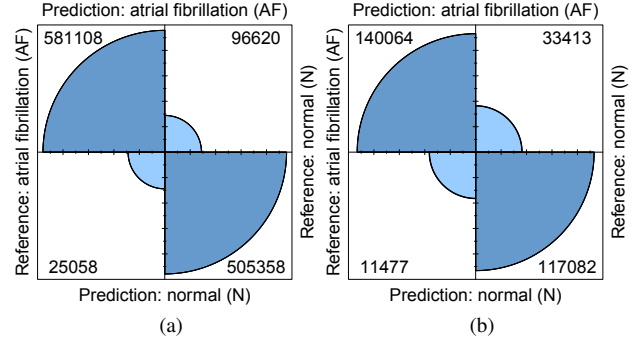 Prediction: atrial fibrillation (AF)
581108 96620
Reference: atrial fibrillation (AF)
Reference: normal (N)
25058 505358
Prediction: normal (N)
(a)
Prediction: atrial fibrillation (AF)
140064 33413
Reference: atrial fibrillation (AF)
Reference: normal (N)
11477 117082
Prediction: normal (N)
(b)